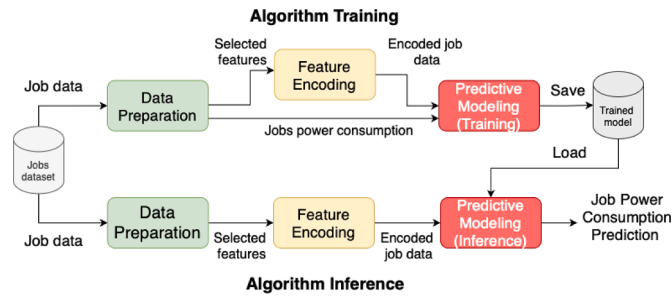 Algorithm Training
Selected
features
Encoded job
data
Job data
Data
Preparation
Feature
Encoding
Jobs power consumption
Predictive
Modeling
(Training)
Save
Trained
model
Jobs
dataset
Load
Job data
Data
Preparation
Selected
features
Feature
Encoding
Encoded
job data
Predictive
Modeling
(Inference)
Job Power
Consumption
Prediction
Algorithm Inference